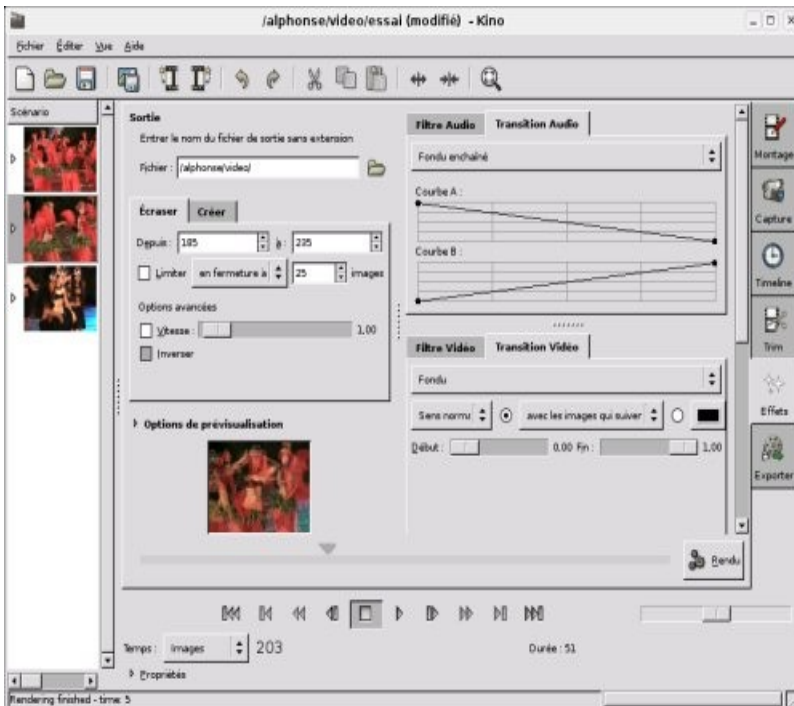 /alphonse/video/essai (modifié) - Kino
Fichier Éditer Vue Aide
Scénario
Sortie
Entrer le nom du fichier de sortie sans extension
Fichier : /alphonse/video/
Écraser Créer
Depuis : 185 à : 235
Limiter en fermeture à 25 images
Options avancées
Vitesse : 1.00
Inverser
Options de prévisualisation
Filtre Audio Transition Audio
Fondu enchaîné
Courbe A :
Courbe B :
Filtre Vidéo Transition Vidéo
Fondu
Sens norma avec les images qui suiver
Début : 0.00 Fin : 1.00
Rendu
Montage
Capture
Timeline
Trim
Effets
Exporter
Temps : Images 203 Durée : 51
Propriétés
Rendering finished - time: 5